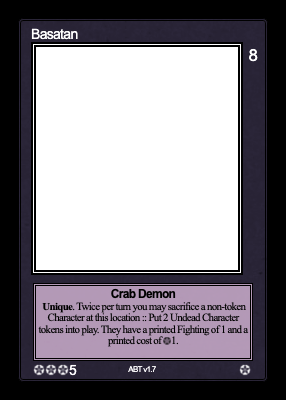 Basatan
8
Crab Demon
Unique. Twice per turn you may sacrifice a non-token
Character at this location :: Put 2 Undead Character
tokens into play. They have a printed Fighting of 1 and a
printed cost of 1.
5
ABT v1.7